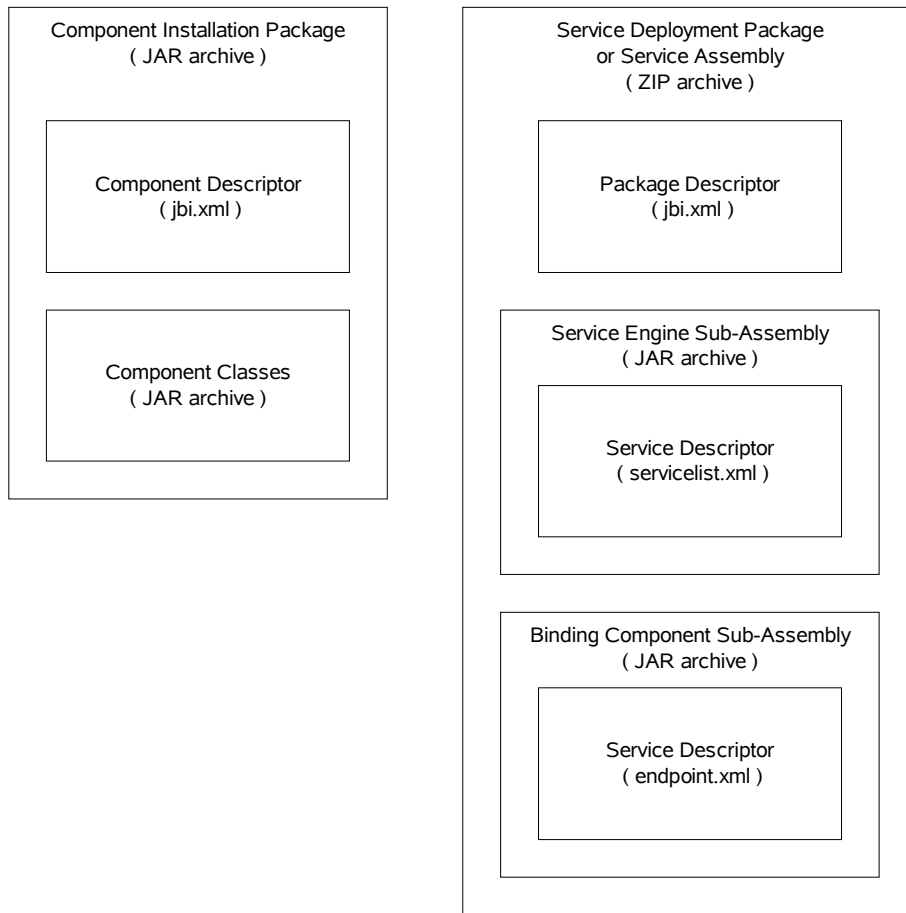 Component Installation Package
( JAR archive )
Component Descriptor
( jbi.xml )
Component Classes
( JAR archive )
Service Deployment Package
or Service Assembly
( ZIP archive )
Package Descriptor
( jbi.xml )
Service Engine Sub-Assembly
( JAR archive )
Service Descriptor
( servicelist.xml )
Binding Component Sub-Assembly
( JAR archive )
Service Descriptor
( endpoint.xml )